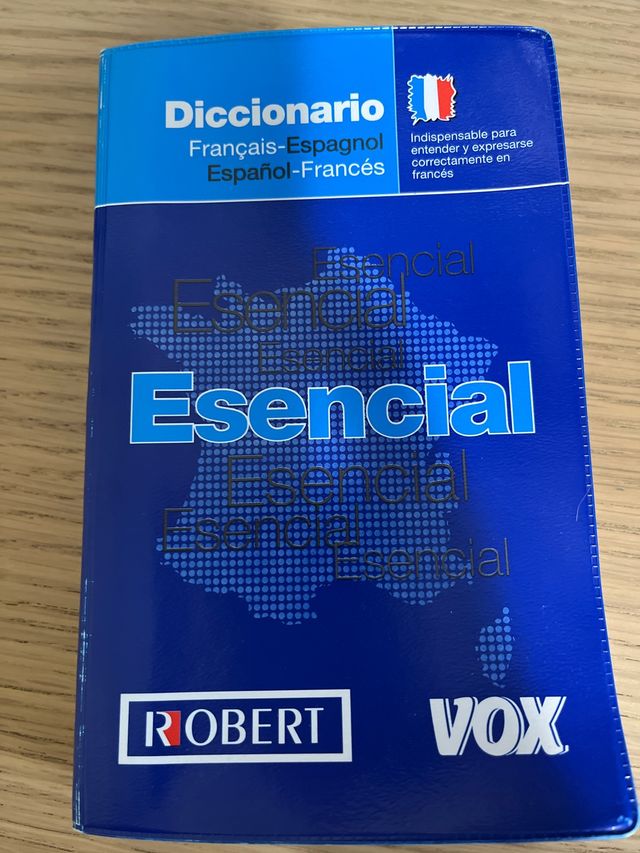 Diccionario
Français-Espagnol
Español-Francés
Indispensable para
entender y expresarse
correctamente en
francés
Esencial
Esencial
Esencial
Esencial
Esencial
Esencial
Esencial
ROBERT
VOX